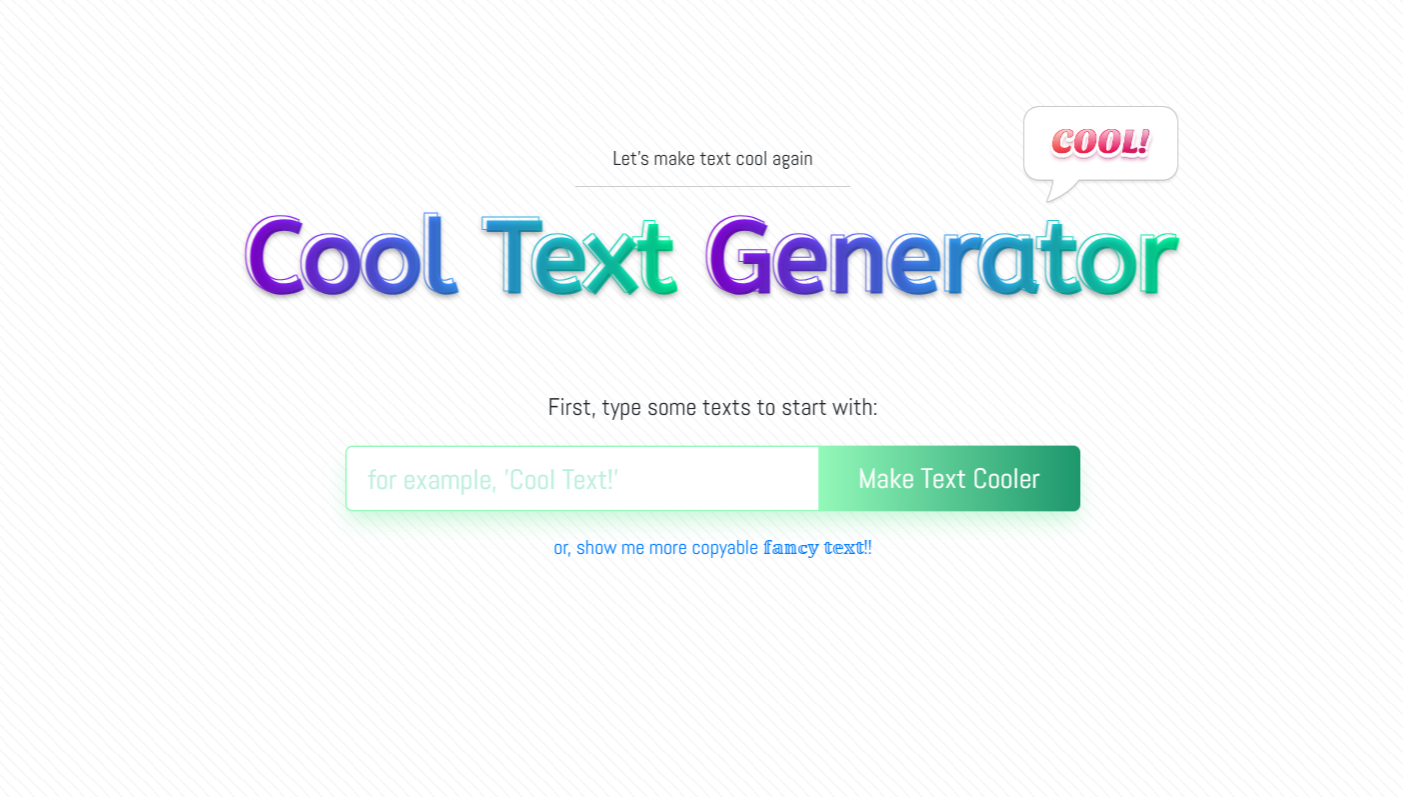 COOL!
Let's make text cool again
Cool Text Generator
First, type some texts to start with:
for example, 'Cool Text!'
Make Text Cooler
or, show me more copyable fancy text!!